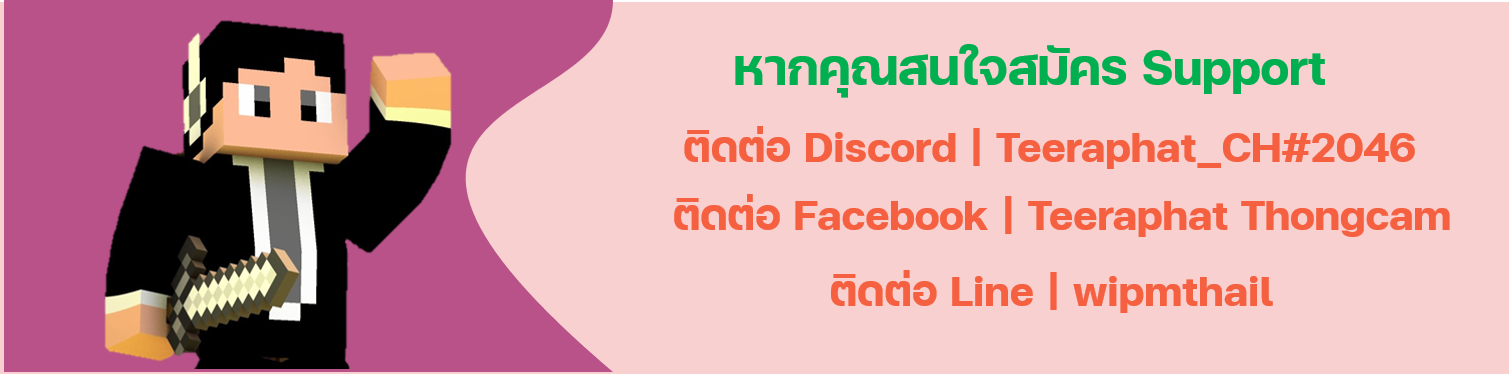 หากคุณสนใจสมัคร Support
ติดต่อ Discord | Teeraphat_CH#2046
ติดต่อ Facebook | Teeraphat Thongcam
ติดต่อ Line | wipmthail